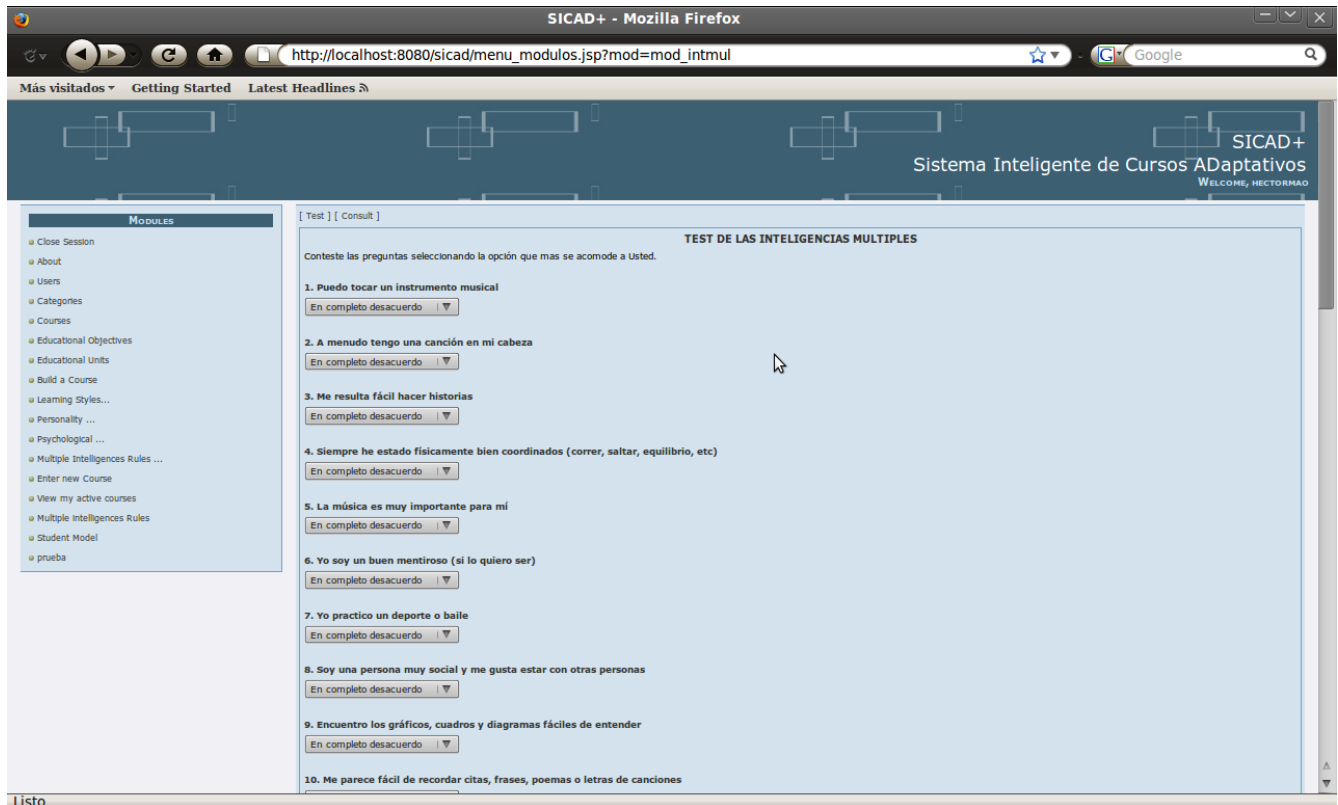 SICAD+ - Mozilla Firefox
http://localhost:8080/sicad/menu_modulos.jsp?mod=mod_intmul
G
Google
Más visitados
Getting Started
Latest Headlines
SICAD+
Sistema Inteligente de Cursos ADaptativos
WELCOME, HECTORMAO
MODULES
Close Session
About
Users
Categories
Courses
Educational Objectives
Educational Units
Build a Course
Learning Styles...
Personality ...
Psychological ...
Multiple Intelligences Rules ...
Enter new Course
View my active courses
Multiple Intelligences Rules
Student Model
prueba
[ Test ] [ Consult ]
TEST DE LAS INTELIGENCIAS MULTIPLES
Conteste las preguntas seleccionando la opción que mas se acomode a Usted.
1. Puedo tocar un instrumento musical
En completo desacuerdo
2. A menudo tengo una canción en mi cabeza
En completo desacuerdo
3. Me resulta fácil hacer historias
En completo desacuerdo
4. Siempre he estado físicamente bien coordinados (correr, saltar, equilibrio, etc)
En completo desacuerdo
5. La música es muy importante para mí
En completo desacuerdo
6. Yo soy un buen mentiroso (si lo quiero ser)
En completo desacuerdo
7. Yo practico un deporte o baile
En completo desacuerdo
8. Soy una persona muy social y me gusta estar con otras personas
En completo desacuerdo
9. Encuentro los gráficos, cuadros y diagramas fáciles de entender
En completo desacuerdo
10. Me parece fácil de recordar citas, frases, poemas o letras de canciones
Listo